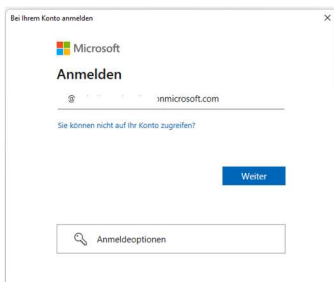 Bei Ihrem Konto anmelden
Microsoft
Anmelden
@ onmicrosoft.com
Sie können nicht auf Ihr Konto zugreifen?
Weiter
Anmeldeoptionen